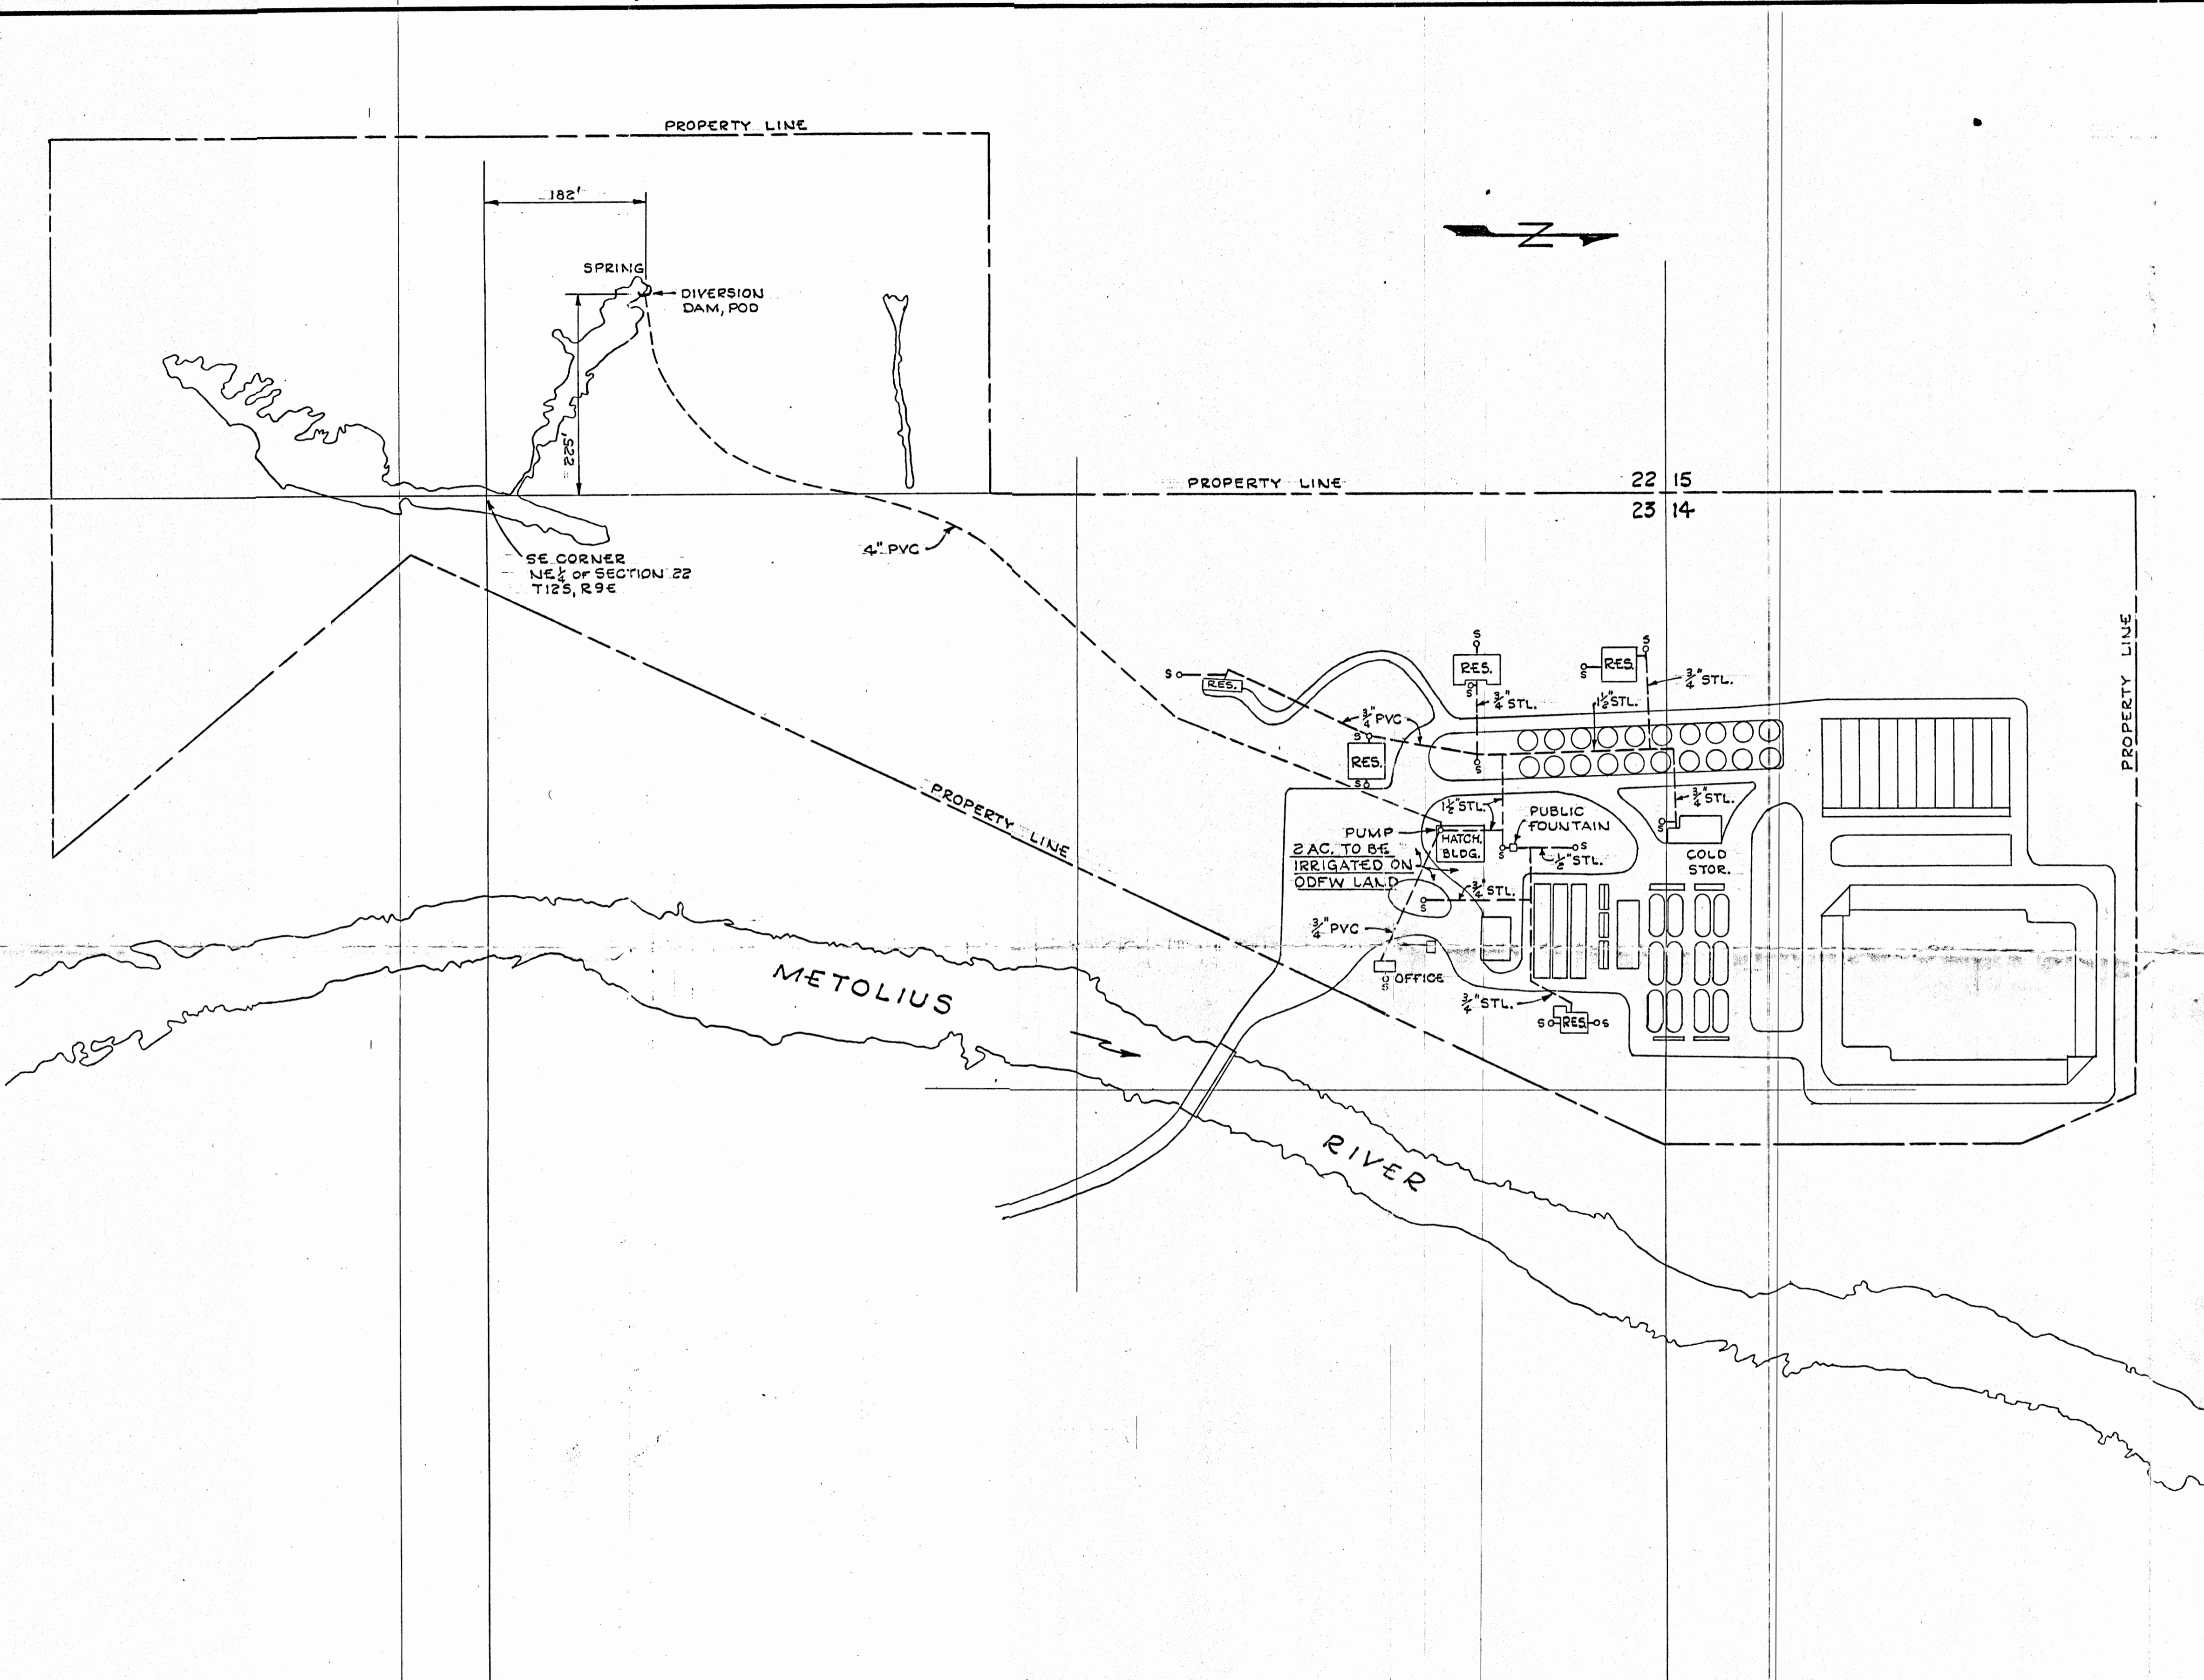 PROPERTY LINE
182'
SPRING
DIVERSION
DAM, POD
225'
N
PROPERTY LINE
22 15
23 14
4" PVC
SE CORNER
NE ¼ OF SECTION 22
T12S, R9E
S
S
RES.
S
S
RES.
S
RES.
S
¾" STL.
¾" STL.
1½" STL.
¾" PVC
S
RES.
S
S
PROPERTY LINE
PROPERTY LINE
1½" STL.
¾" STL.
PUBLIC
FOUNTAIN
PUMP
HATCH.
BLDG.
S
S
½" STL.
S
COLD
STOR.
2 AC. TO BE
IRRIGATED ON
ODFW LAND
¾" STL.
S
¾" PVC
OFFICE
S
¾" STL.
S
RES.
S
METOLIUS
RIVER